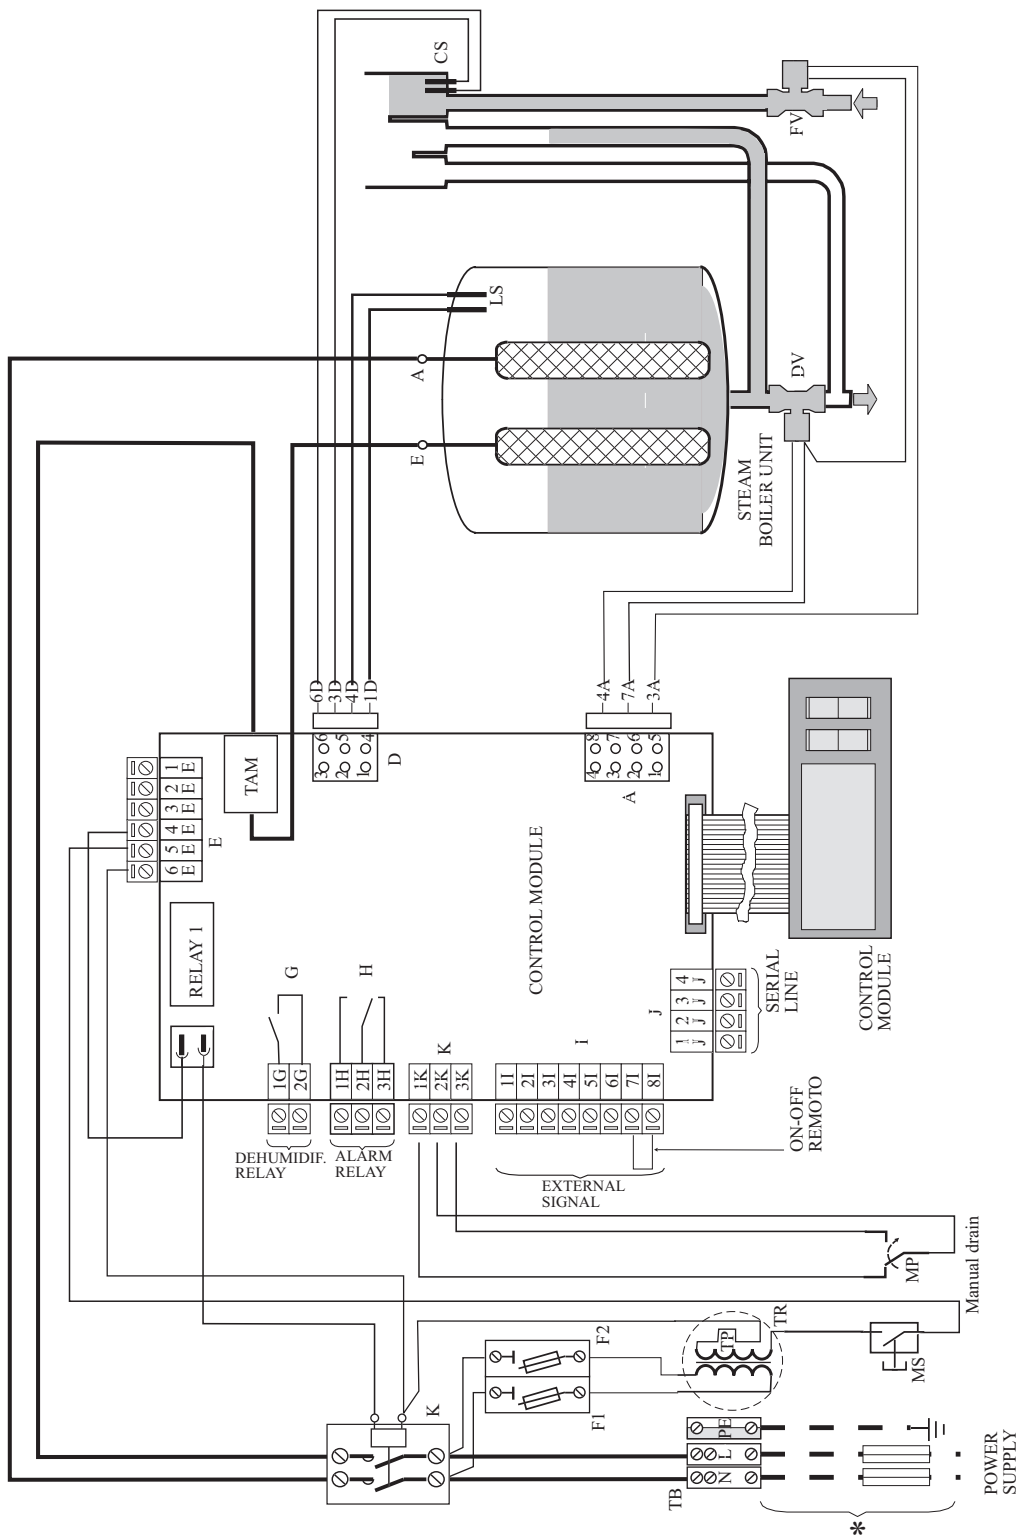 CS
FV
LS
A
E
DV
STEAM
BOILER UNIT
6D
3D
4D
1D
3 6
2 5
1 4
D
TAM
4A
7A
3A
4 8
3 7
2 6
1 5
A
6 5 4 3 2 1
E E E E E E
E
RELAY 1
CONTROL MODULE
G
H
K
I
J
1G
2G
1H
2H
3H
1K
2K
3K
1I
2I
3I
4I
5I
6I
7I
8I
1 2 3 4
J J J J
SERIAL
LINE
CONTROL
MODULE
DEHUMIDIF.
RELAY
ALARM
RELAY
EXTERNAL
SIGNAL
ON-OFF
REMOTO
MP
Manual drain
K
F2
F1
TP
TR
MS
TB
N
L
PE
*
POWER
SUPPLY